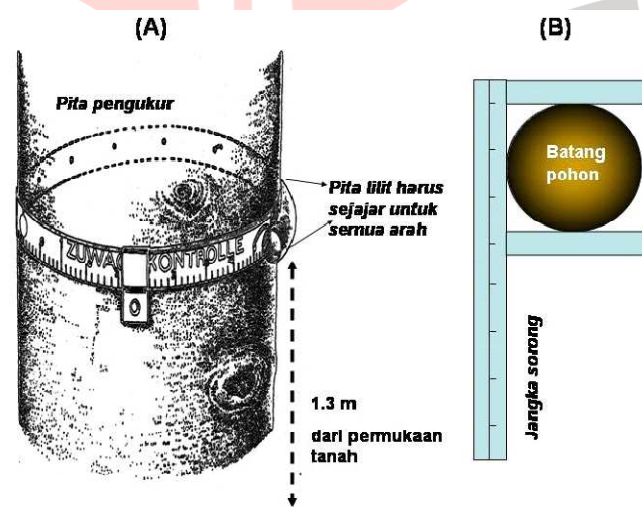 (A)
Pita pengukur
ZUWACHSKONTROLLE
Pita lilit harus
sejajar untuk
semua arah
1.3 m
dari permukaan
tanah
(B)
Batang
pohon
Jangka sorong